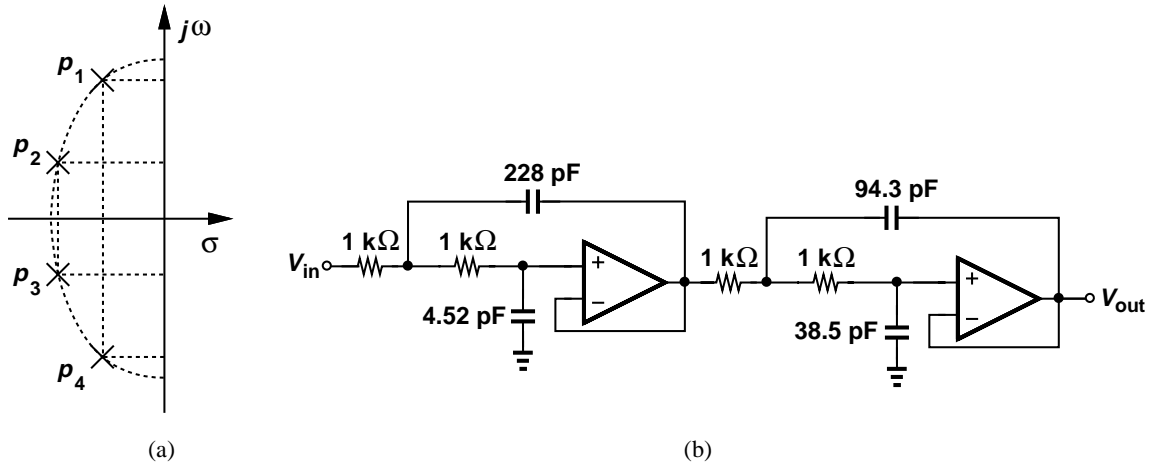 jω
p1
p2
p3
p4
σ
(a)
228 pF
94.3 pF
1 kΩ
1 kΩ
1 kΩ
1 kΩ
Vin
+
−
+
−
Vout
4.52 pF
38.5 pF
(b)